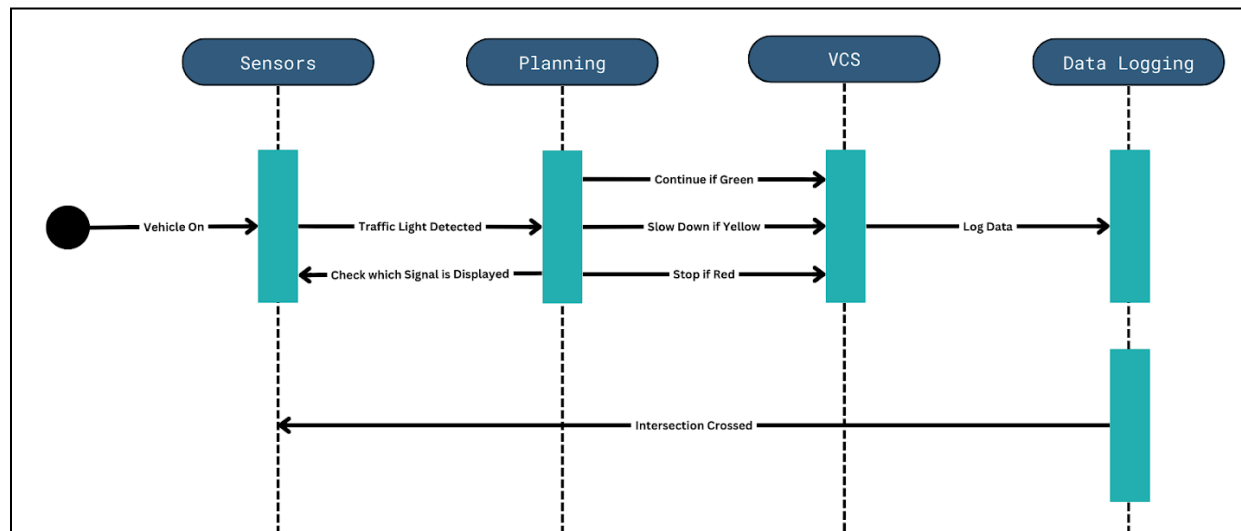 Sensors
Planning
VCS
Data Logging
Continue if Green
Vehicle On
Traffic Light Detected
Slow Down if Yellow
Log Data
Check which Signal is Displayed
Stop if Red
Intersection Crossed